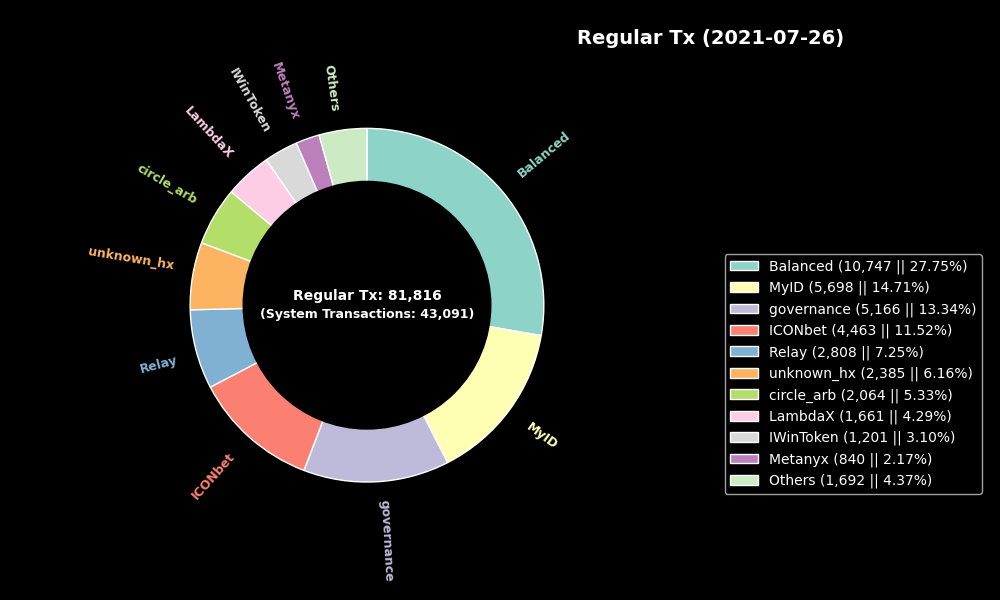 Regular Tx (2021-07-26)
Others
Metanyx
IWinToken
LambdaX
circle_arb
unknown_hx
Relay
ICONbet
governance
MyID
Balanced
Regular Tx: 81,816
(System Transactions: 43,091)
Balanced (10,747 || 27.75%)
MyID (5,698 || 14.71%)
governance (5,166 || 13.34%)
ICONbet (4,463 || 11.52%)
Relay (2,808 || 7.25%)
unknown_hx (2,385 || 6.16%)
circle_arb (2,064 || 5.33%)
LambdaX (1,661 || 4.29%)
IWinToken (1,201 || 3.10%)
Metanyx (840 || 2.17%)
Others (1,692 || 4.37%)